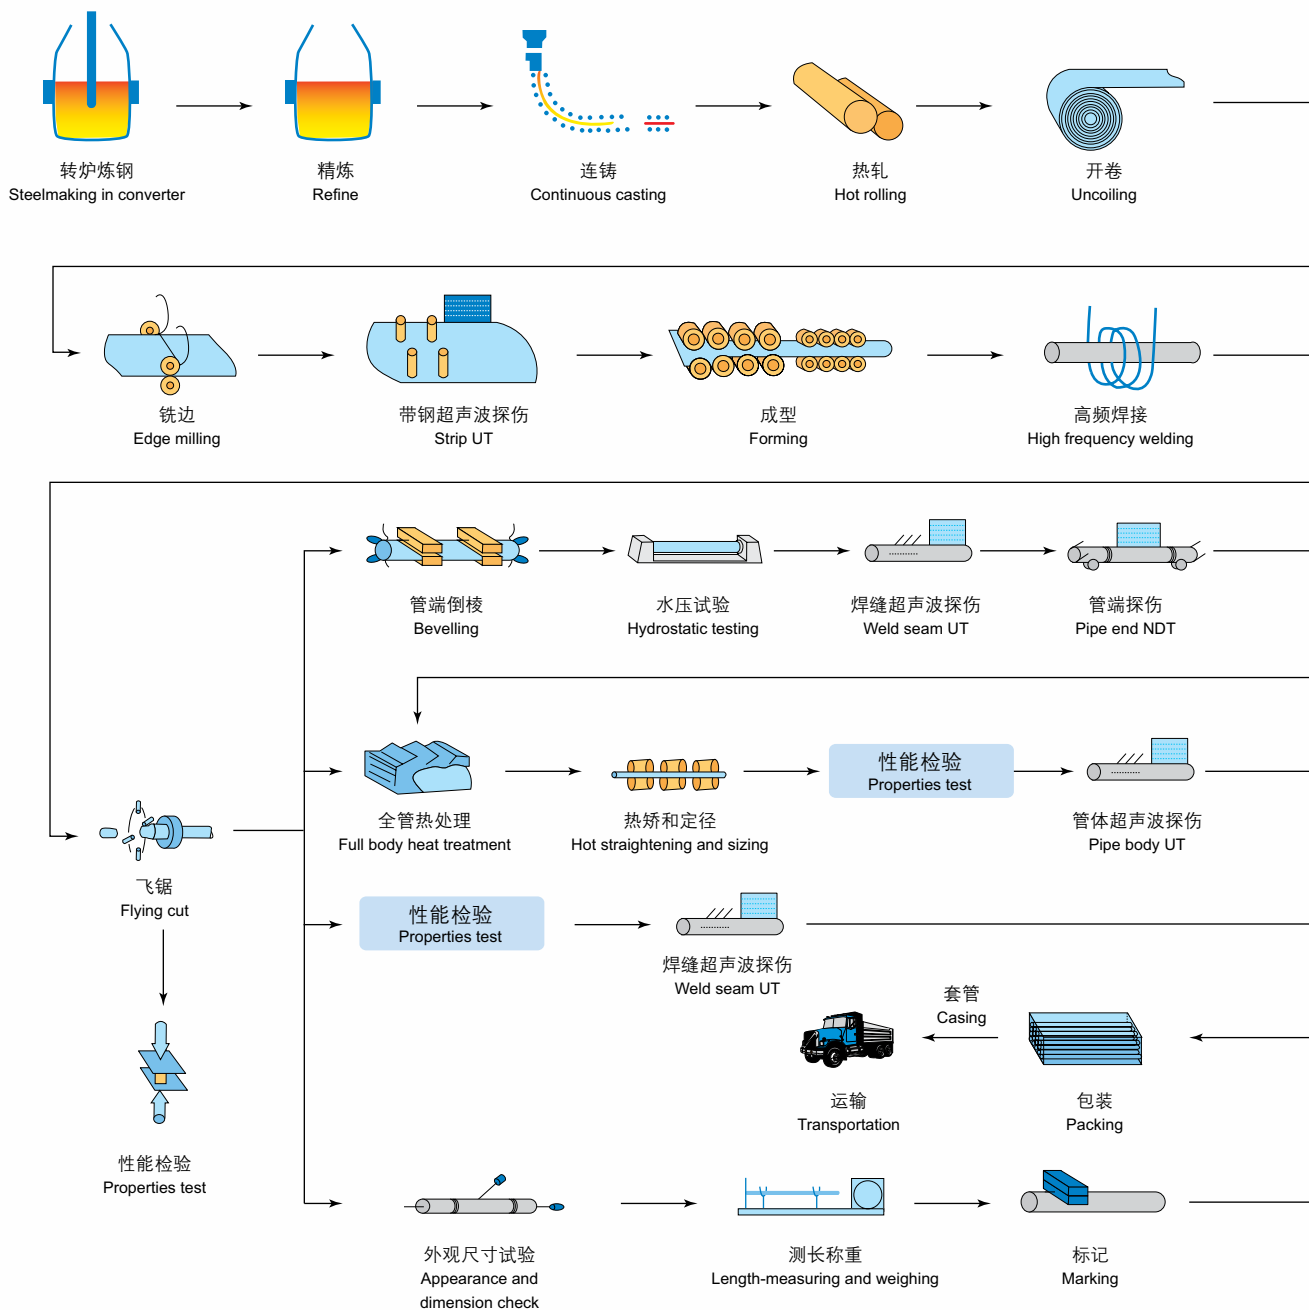 转炉炼钢
Steelmaking in converter
精炼
Refine
连铸
Continuous casting
热轧
Hot rolling
开卷
Uncoiling
铣边
Edge milling
带钢超声波探伤
Strip UT
成型
Forming
高频焊接
High frequency welding
管端倒棱
Bevelling
水压试验
Hydrostatic testing
焊缝超声波探伤
Weld seam UT
管端探伤
Pipe end NDT
全管热处理
Full body heat treatment
热矫和定径
Hot straightening and sizing
性能检验
Properties test
管体超声波探伤
Pipe body UT
飞锯
Flying cut
性能检验
Properties test
焊缝超声波探伤
Weld seam UT
套管
Casing
运输
Transportation
包装
Packing
性能检验
Properties test
外观尺寸试验
Appearance and
dimension check
测长称重
Length-measuring and weighing
标记
Marking